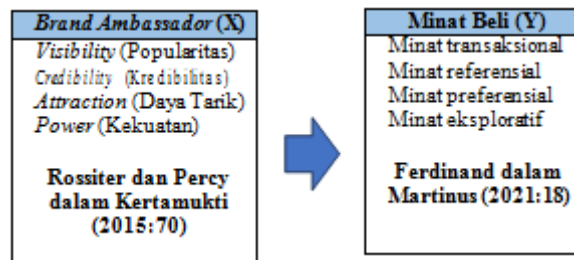 Brand Ambassador (X)
Visibility (Popularitas)
Credibility (Kredibilitas)
Attraction (Daya Tarik)
Power (Kekuatan)
Rossiter dan Percy
dalam Kertamukti
(2015:70)
Minat Beli (Y)
Minat transaksional
Minat referensial
Minat preferensial
Minat eksploratif
Ferdinand dalam
Martinus (2021:18)